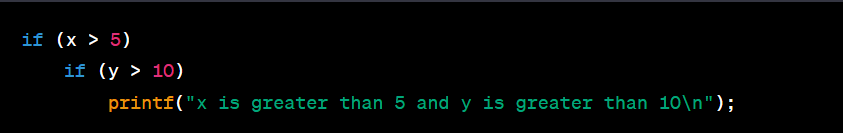 if (x > 5)
    if (y > 10)
        printf("x is greater than 5 and y is greater than 10\n");